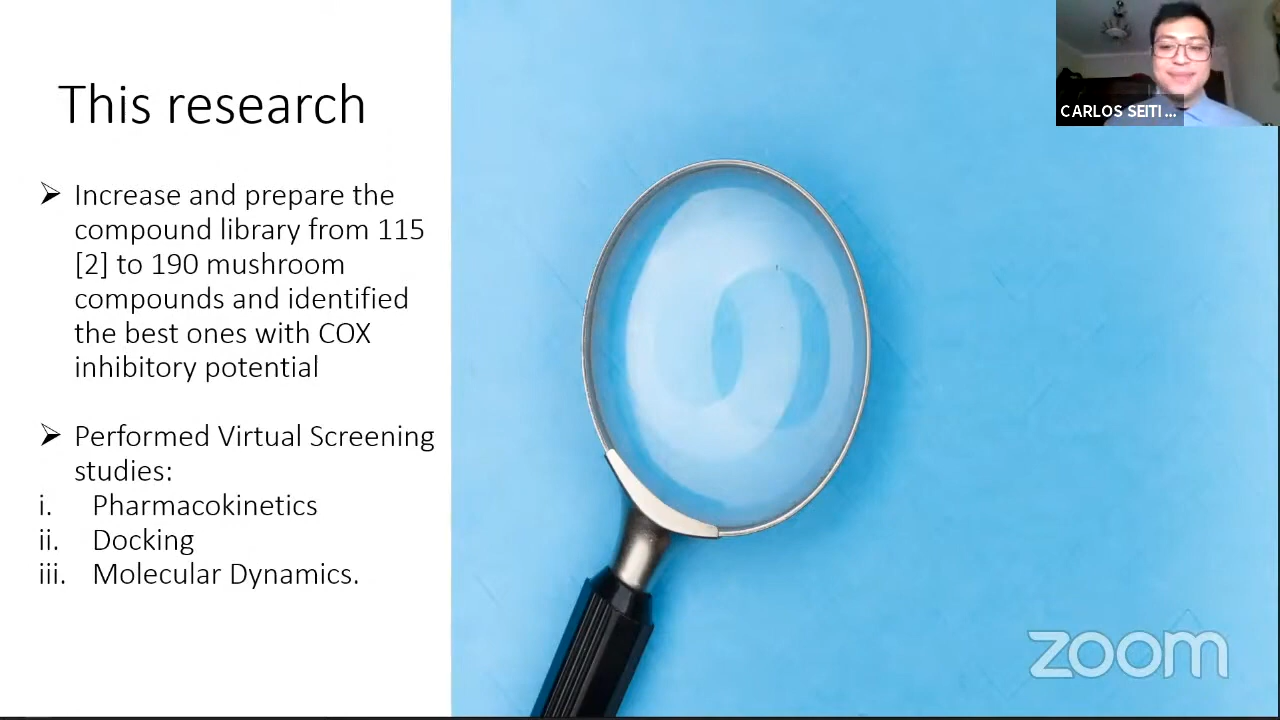 This research
➢ Increase and prepare the
compound library from 115
[2] to 190 mushroom
compounds and identified
the best ones with COX
inhibitory potential
➢ Performed Virtual Screening
studies:
i. Pharmacokinetics
ii. Docking
iii. Molecular Dynamics.
CARLOS SEITI ...
zoom